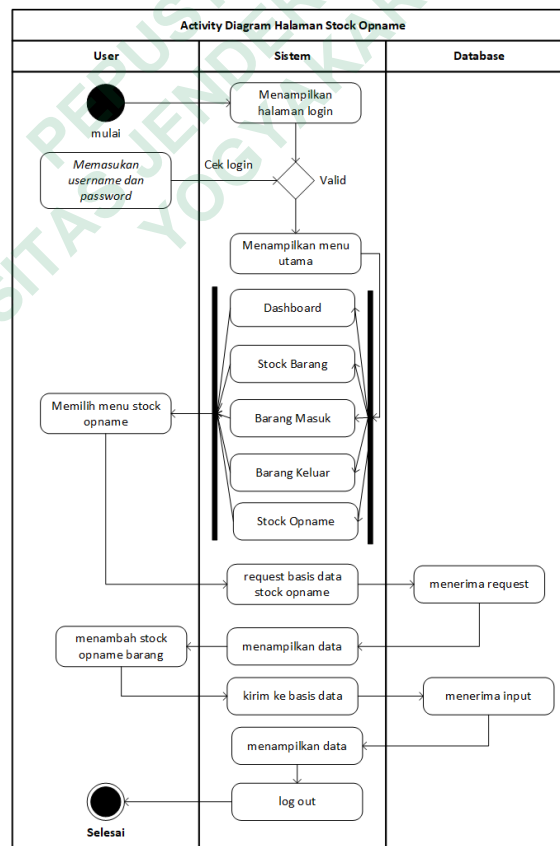 Activity Diagram Halaman Stock Opname
User
Sistem
Database
mulai
Menampilkan
halaman login
Memasukan
username dan
password
Cek login
Valid
Menampilkan menu
utama
Dashboard
Stock Barang
Memilih menu stock
opname
Barang Masuk
Barang Keluar
Stock Opname
request basis data
stock opname
menerima request
menambah stock
opname barang
menampilkan data
kirim ke basis data
menerima input
menampilkan data
log out
Selesai
YOGYAKAR